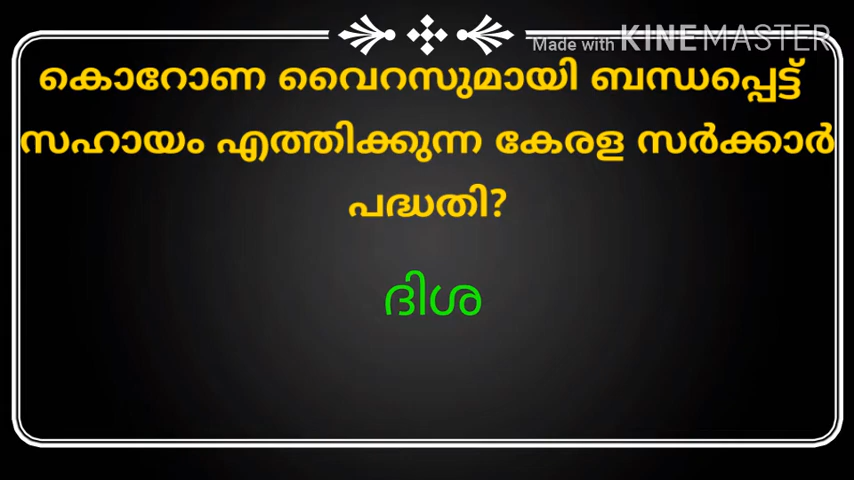 Made with KINEMASTER
കൊറോണ വൈറസുമായി ബന്ധപ്പെട്ട്
സഹായം എത്തിക്കുന്ന കേരള സർക്കാർ
പദ്ധതി?
ദിശ